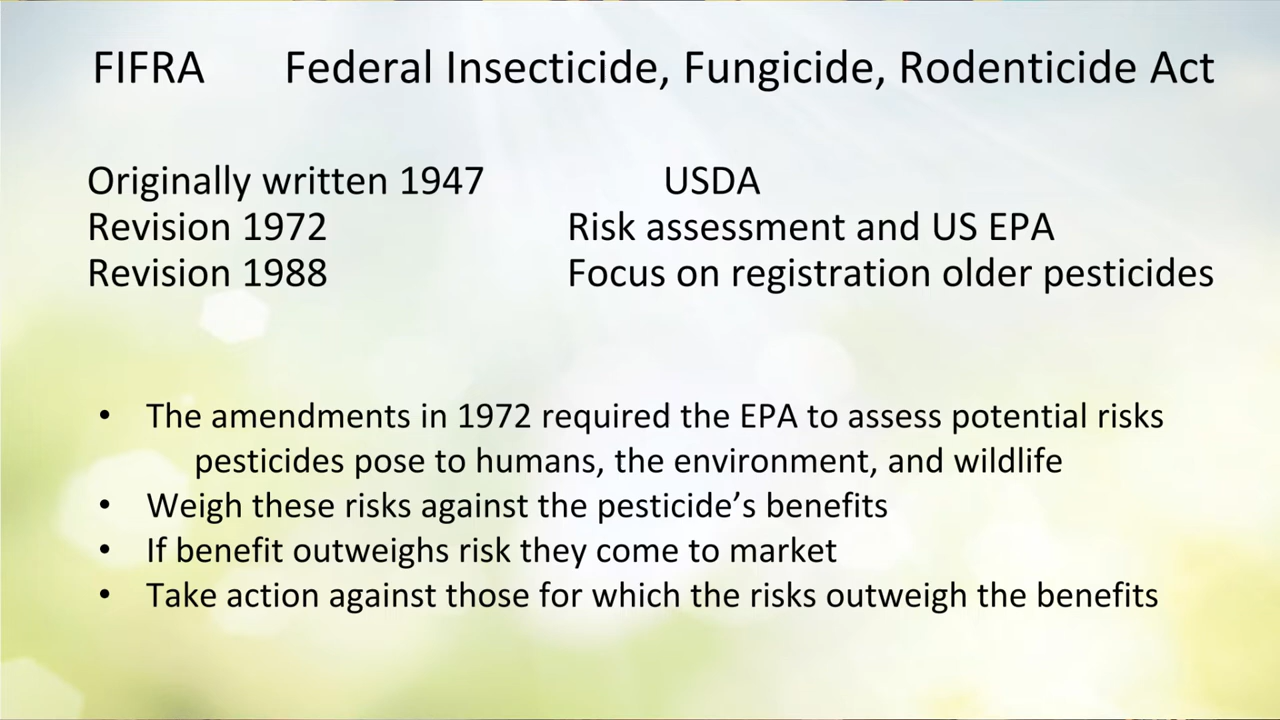 FIFRA Federal Insecticide, Fungicide, Rodenticide Act
Originally written 1947 USDA
Revision 1972 Risk assessment and US EPA
Revision 1988 Focus on registration older pesticides
• The amendments in 1972 required the EPA to assess potential risks
pesticides pose to humans, the environment, and wildlife
• Weigh these risks against the pesticide’s benefits
• If benefit outweighs risk they come to market
• Take action against those for which the risks outweigh the benefits